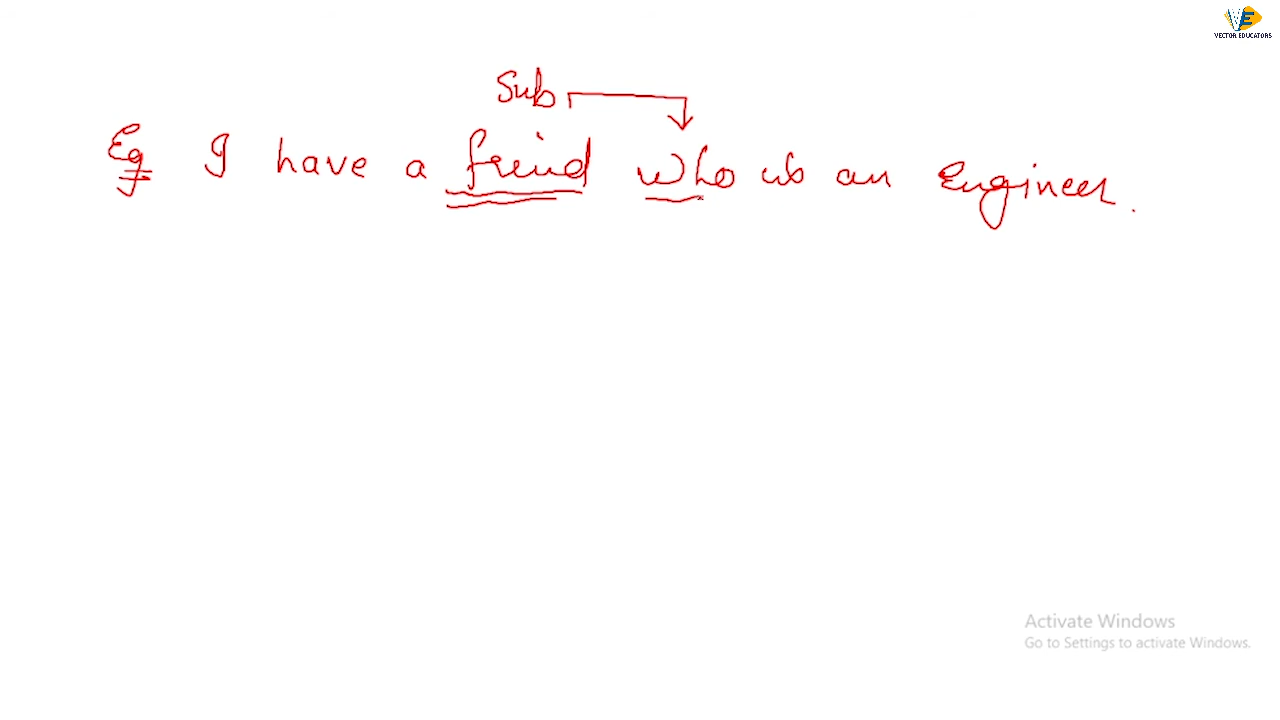 VECTOR EDUCATORS
Sub
Eg I have a friend who is an Engineer.
Activate Windows
Go to Settings to activate Windows.